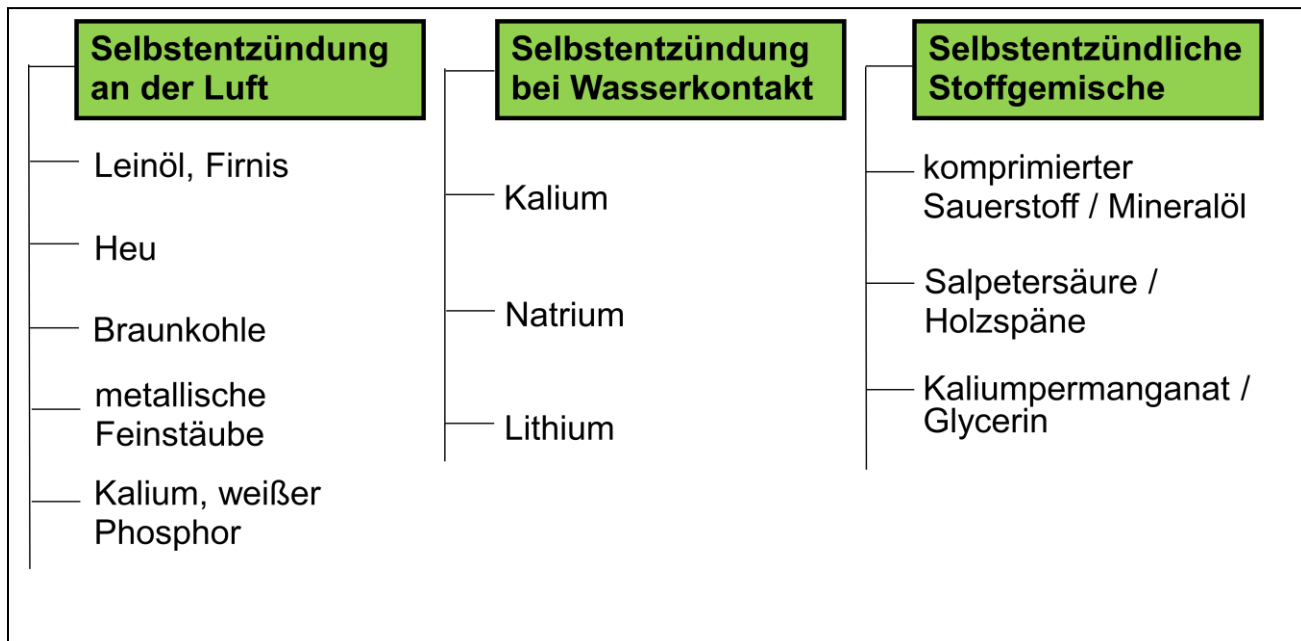 Selbstentzündung
an der Luft
Leinöl, Firnis
Heu
Braunkohle
metallische
Feinstäube
Kalium, weißer
Phosphor
Selbstentzündung
bei Wasserkontakt
Kalium
Natrium
Lithium
Selbstentzündliche
Stoffgemische
komprimierter
Sauerstoff / Mineralöl
Salpetersäure /
Holzspäne
Kaliumpermanganat /
Glycerin